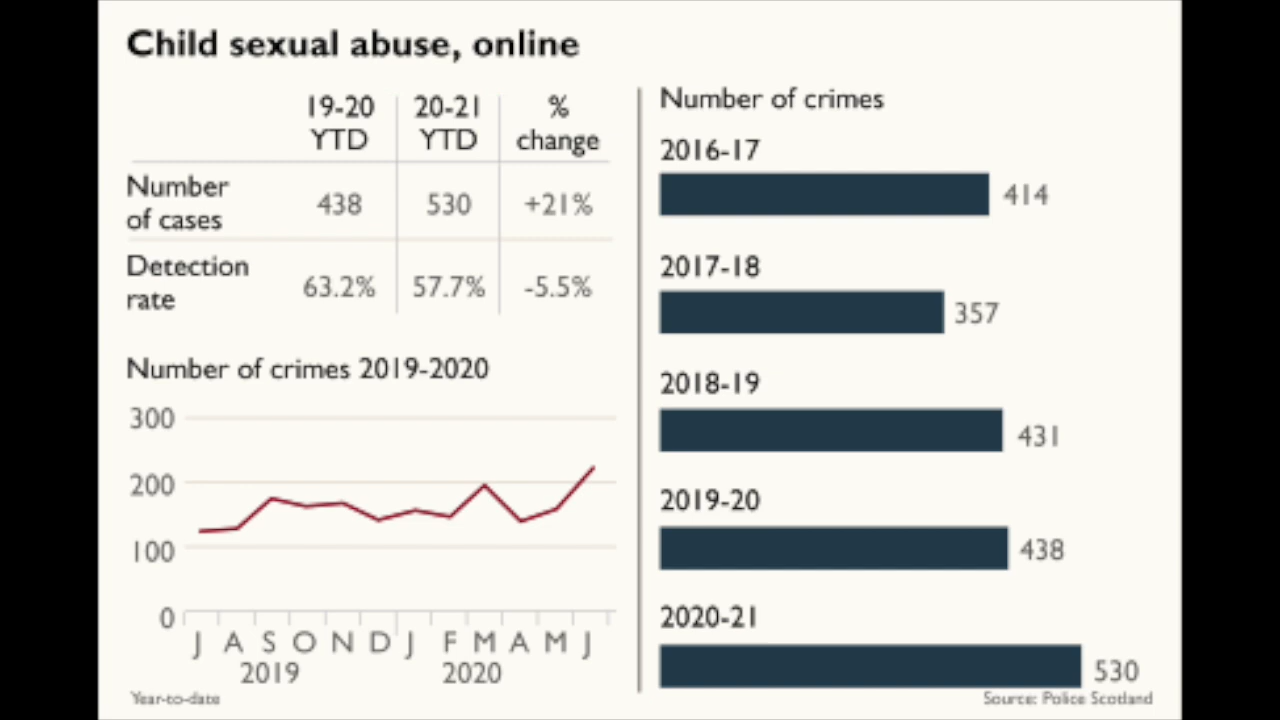 Child sexual abuse, online
19-20 YTD 20-21 YTD % change
Number of cases 438 530 +21%
Detection rate 63.2% 57.7% -5.5%
Number of crimes 2019-2020
300
200
100
0
J A S O N D J F M A M J
2019 2020
Year-to-date
Number of crimes
2016-17
414
2017-18
357
2018-19
431
2019-20
438
2020-21
530
Source: Police Scotland